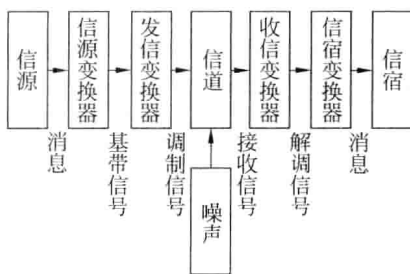 信源
信源变换器
发信变换器
信道
收信变换器
信宿变换器
信宿
消息
基带信号
调制信号
接收信号
解调信号
消息
噪声